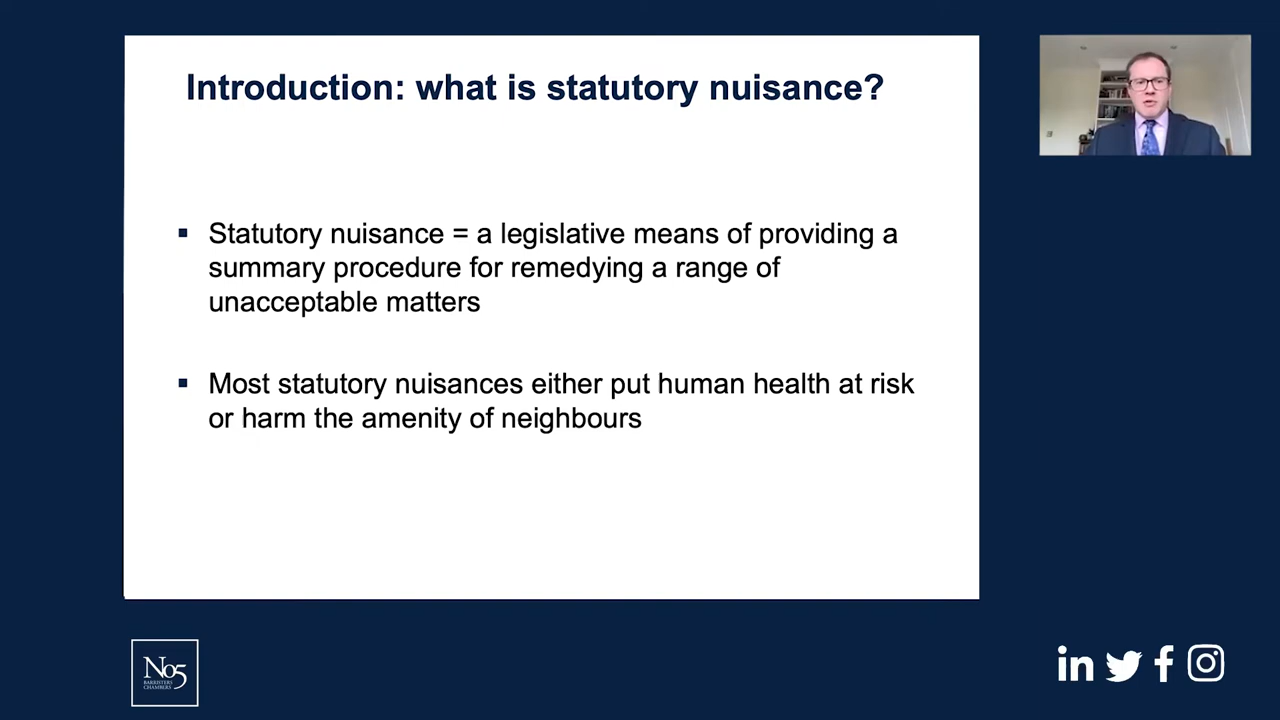 Introduction: what is statutory nuisance?
▪ Statutory nuisance = a legislative means of providing a
summary procedure for remedying a range of
unacceptable matters
▪ Most statutory nuisances either put human health at risk
or harm the amenity of neighbours
No5
BARRISTERS
CHAMBERS
in